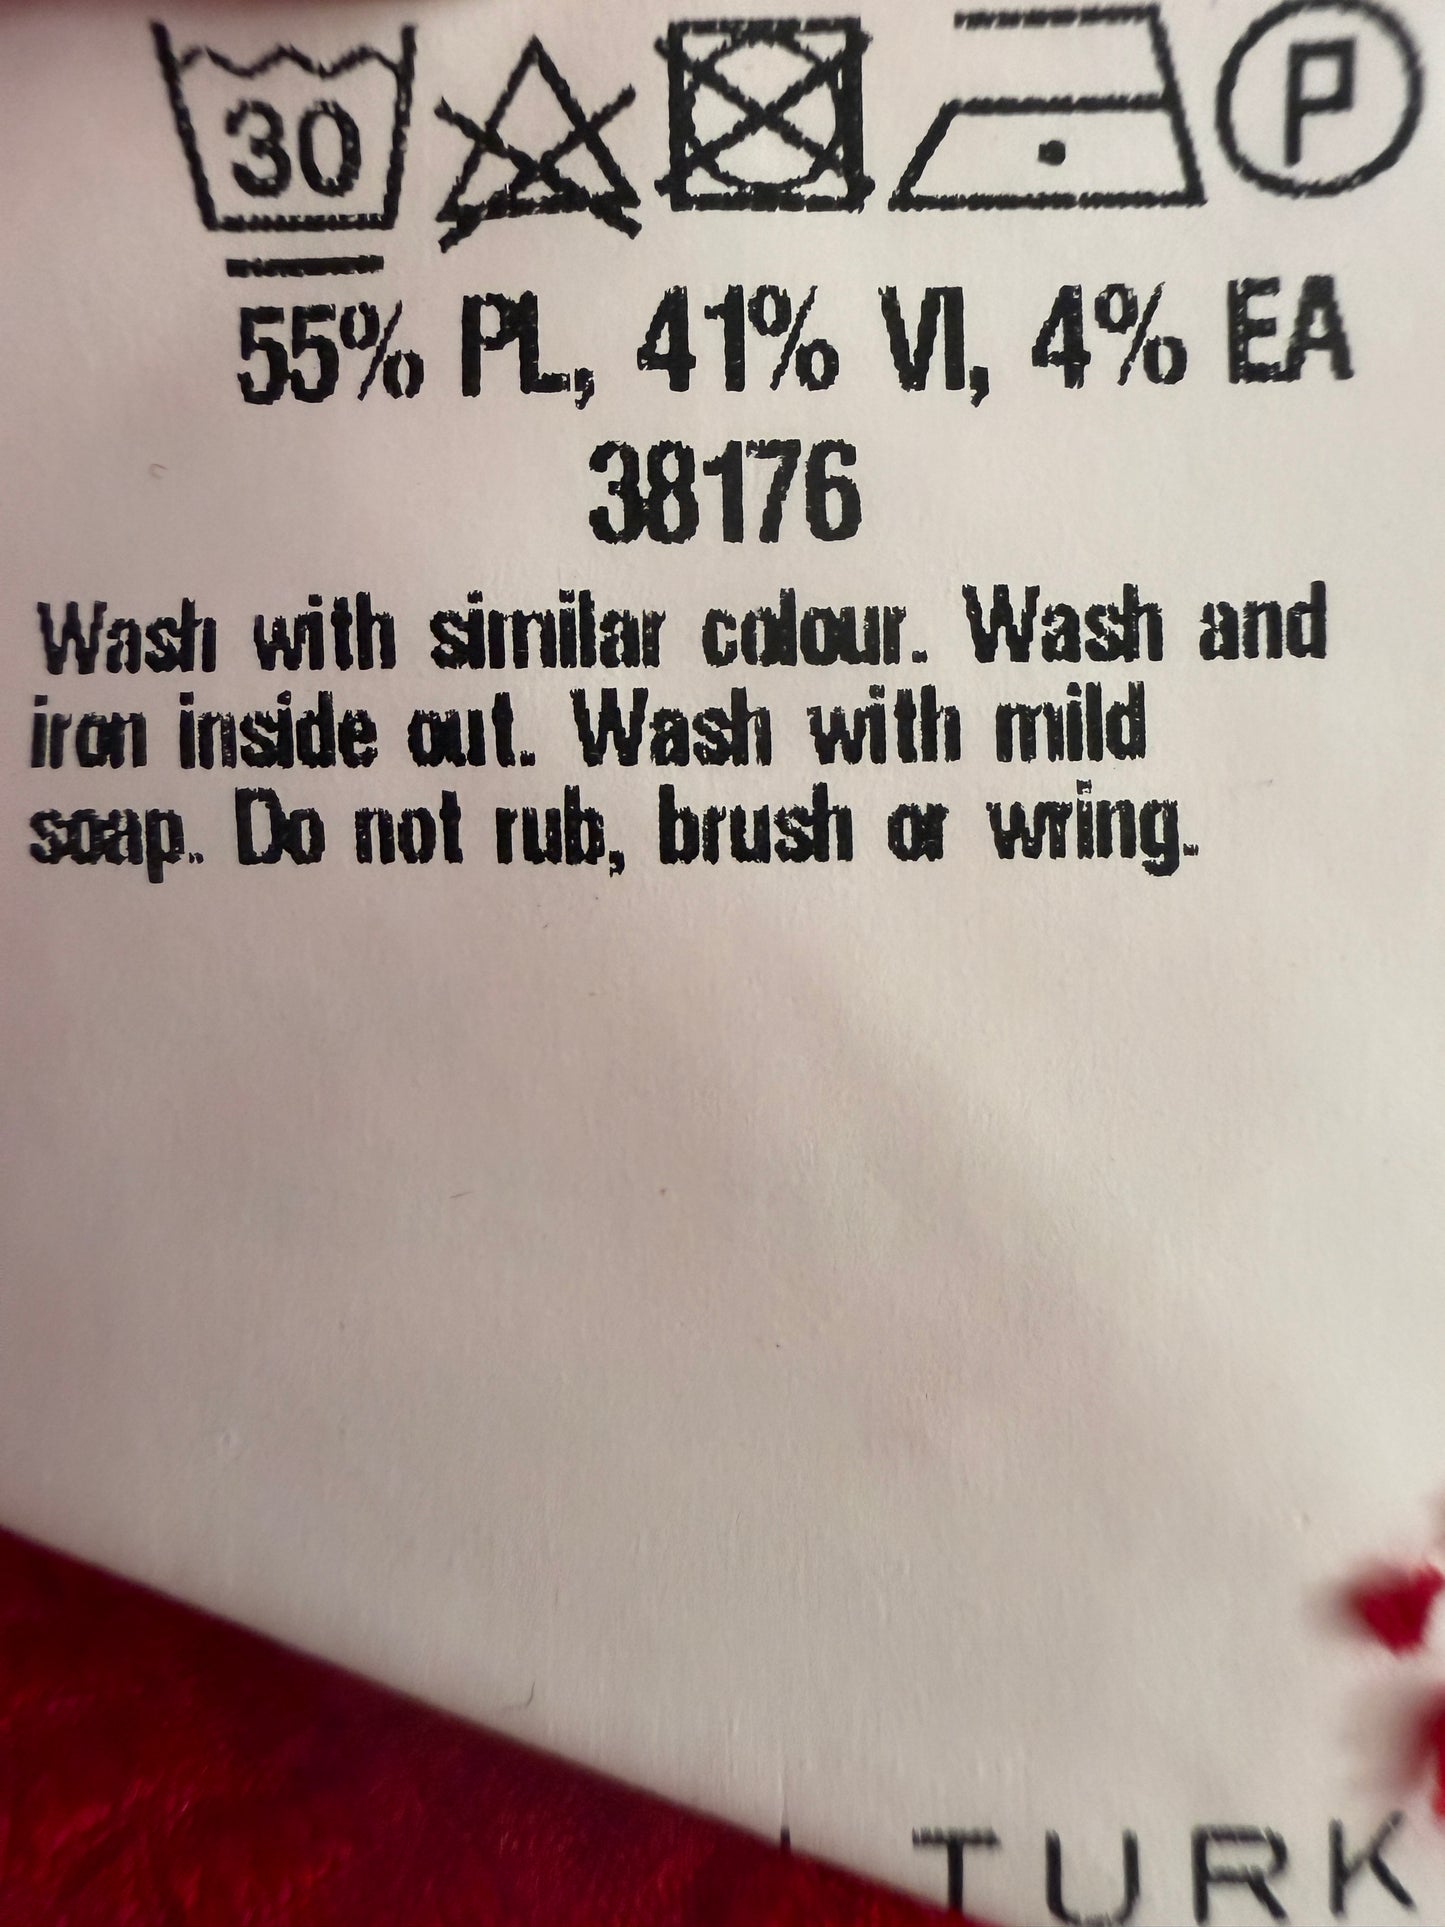 30 P
55% PL, 41% VI, 4% EA
38176
Wash with similar colour. Wash and
iron inside out. Wash with mild
soap. Do not rub, brush or wring.
TURK